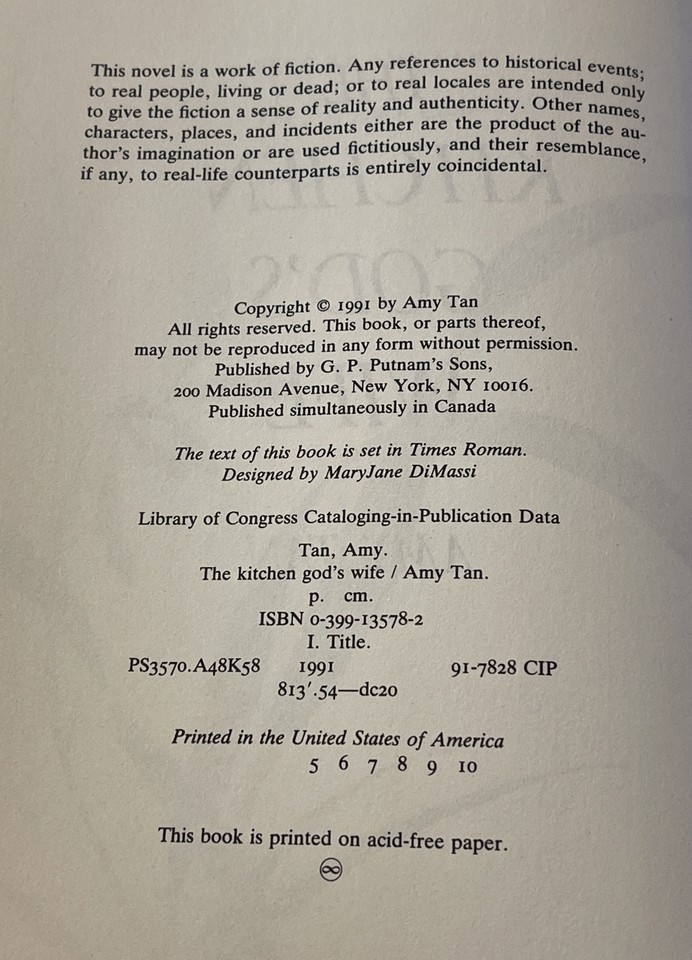 This novel is a work of fiction. Any references to historical events;
to real people, living or dead; or to real locales are intended only
to give the fiction a sense of reality and authenticity. Other names,
characters, places, and incidents either are the product of the au-
thor's imagination or are used fictitiously, and their resemblance,
if any, to real-life counterparts is entirely coincidental.
Copyright © 1991 by Amy Tan
All rights reserved. This book, or parts thereof,
may not be reproduced in any form without permission.
Published by G. P. Putnam's Sons,
200 Madison Avenue, New York, NY 10016.
Published simultaneously in Canada
The text of this book is set in Times Roman.
Designed by MaryJane DiMassi
Library of Congress Cataloging-in-Publication Data
Tan, Amy.
The kitchen god's wife / Amy Tan.
p. cm.
ISBN 0-399-13578-2
I. Title.
PS3570.A48K58 1991 91-7828 CIP
813'.54—dc20
Printed in the United States of America
5 6 7 8 9 10
This book is printed on acid-free paper.
♾